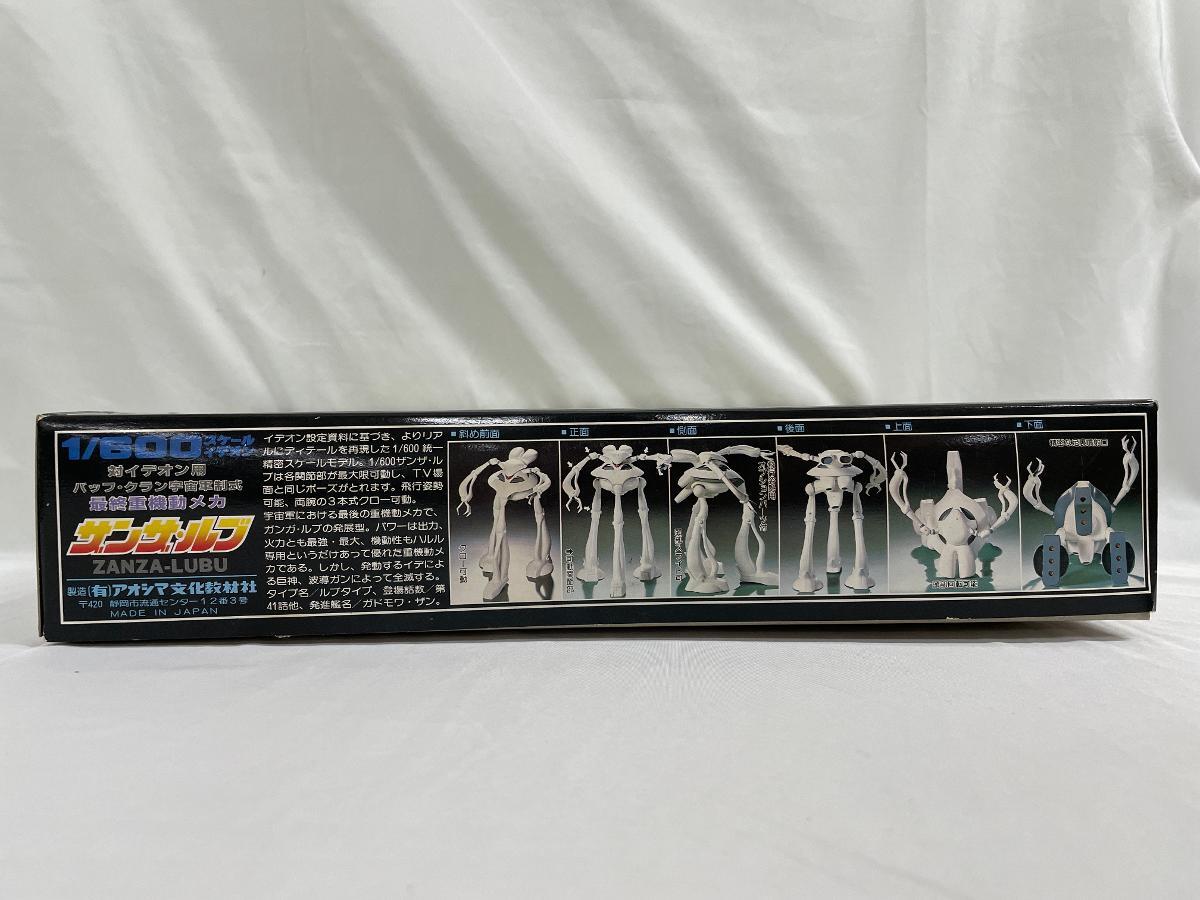 1/600スケール
対イデオン用
バッフ・クラン宇宙軍制式
最終重機動メカ
ザンザ・ルブ
ZANZA-LUBU
製造 (有)アオシマ文化教材社
〒420 静岡市流通センター12番3号
MADE IN JAPAN
イデオン設定資料に基づき、よりリア
ルにディテールを再現した1/600統一
精密スケールモデル。1/600ザンザ・ル
ブは各関節部が最大限可動し、TV場
面と同じポーズがとれます。飛行姿勢
可能、両腕の3本式クロー可動。
宇宙軍における最後の重機動メカで、
ガンガ・ルブの発展型。パワーは出力、
火力とも最強・最大、機動性もハルル
専用というだけあって優れた重機動メ
カである。しかし、発動するイデによ
る巨神、波導ガンによって全滅する。
タイプ名/ルブタイプ、登場話数/第
41話他、発進艦名/ガドモワ・ザン。
■斜め前面
■正面
■側面
■後面
■上面
■下面
クロー可動